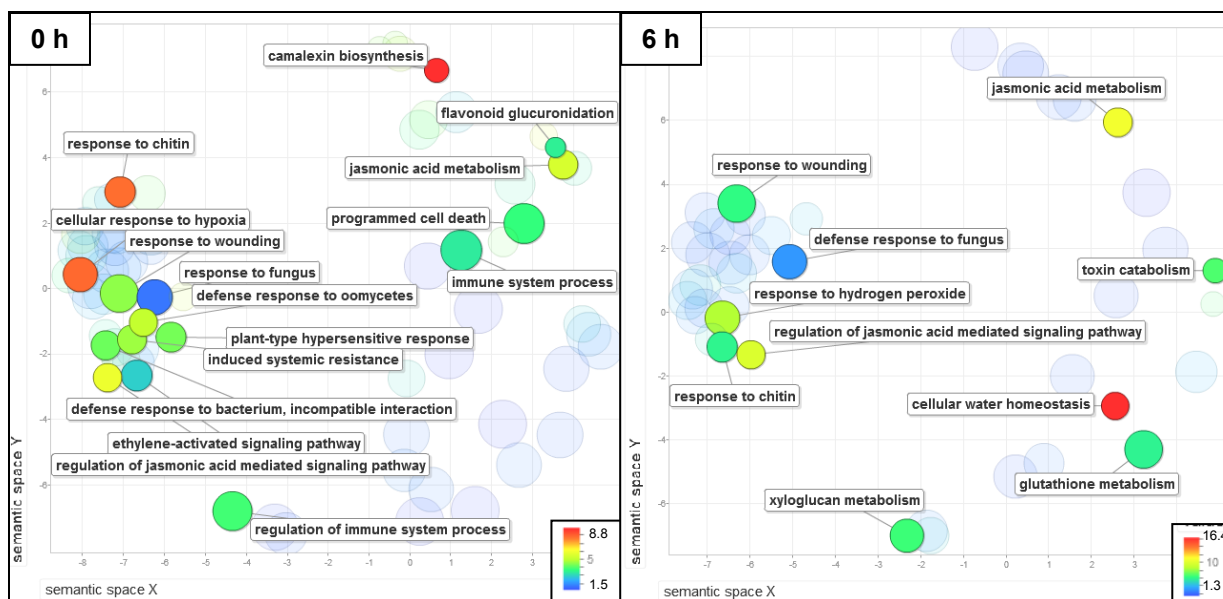 0 h
camalexin biosynthesis
flavonoid glucuronidation
response to chitin
jasmonic acid metabolism
cellular response to hypoxia
programmed cell death
response to wounding
response to fungus
immune system process
defense response to oomycetes
plant-type hypersensitive response
induced systemic resistance
defense response to bacterium, incompatible interaction
ethylene-activated signaling pathway
regulation of jasmonic acid mediated signaling pathway
regulation of immune system process
6
4
2
0
-2
-4
-6
-8
-7
-6
-5
-4
-3
-2
-1
0
1
2
3
semantic space Y
semantic space X
8.8
5
1.5
6 h
jasmonic acid metabolism
response to wounding
defense response to fungus
toxin catabolism
response to hydrogen peroxide
regulation of jasmonic acid mediated signaling pathway
response to chitin
cellular water homeostasis
glutathione metabolism
xyloglucan metabolism
6
4
2
0
-2
-4
-6
-7
-6
-5
-4
-3
-2
-1
0
1
2
3
4
semantic space Y
semantic space X
16.4
10
1.3